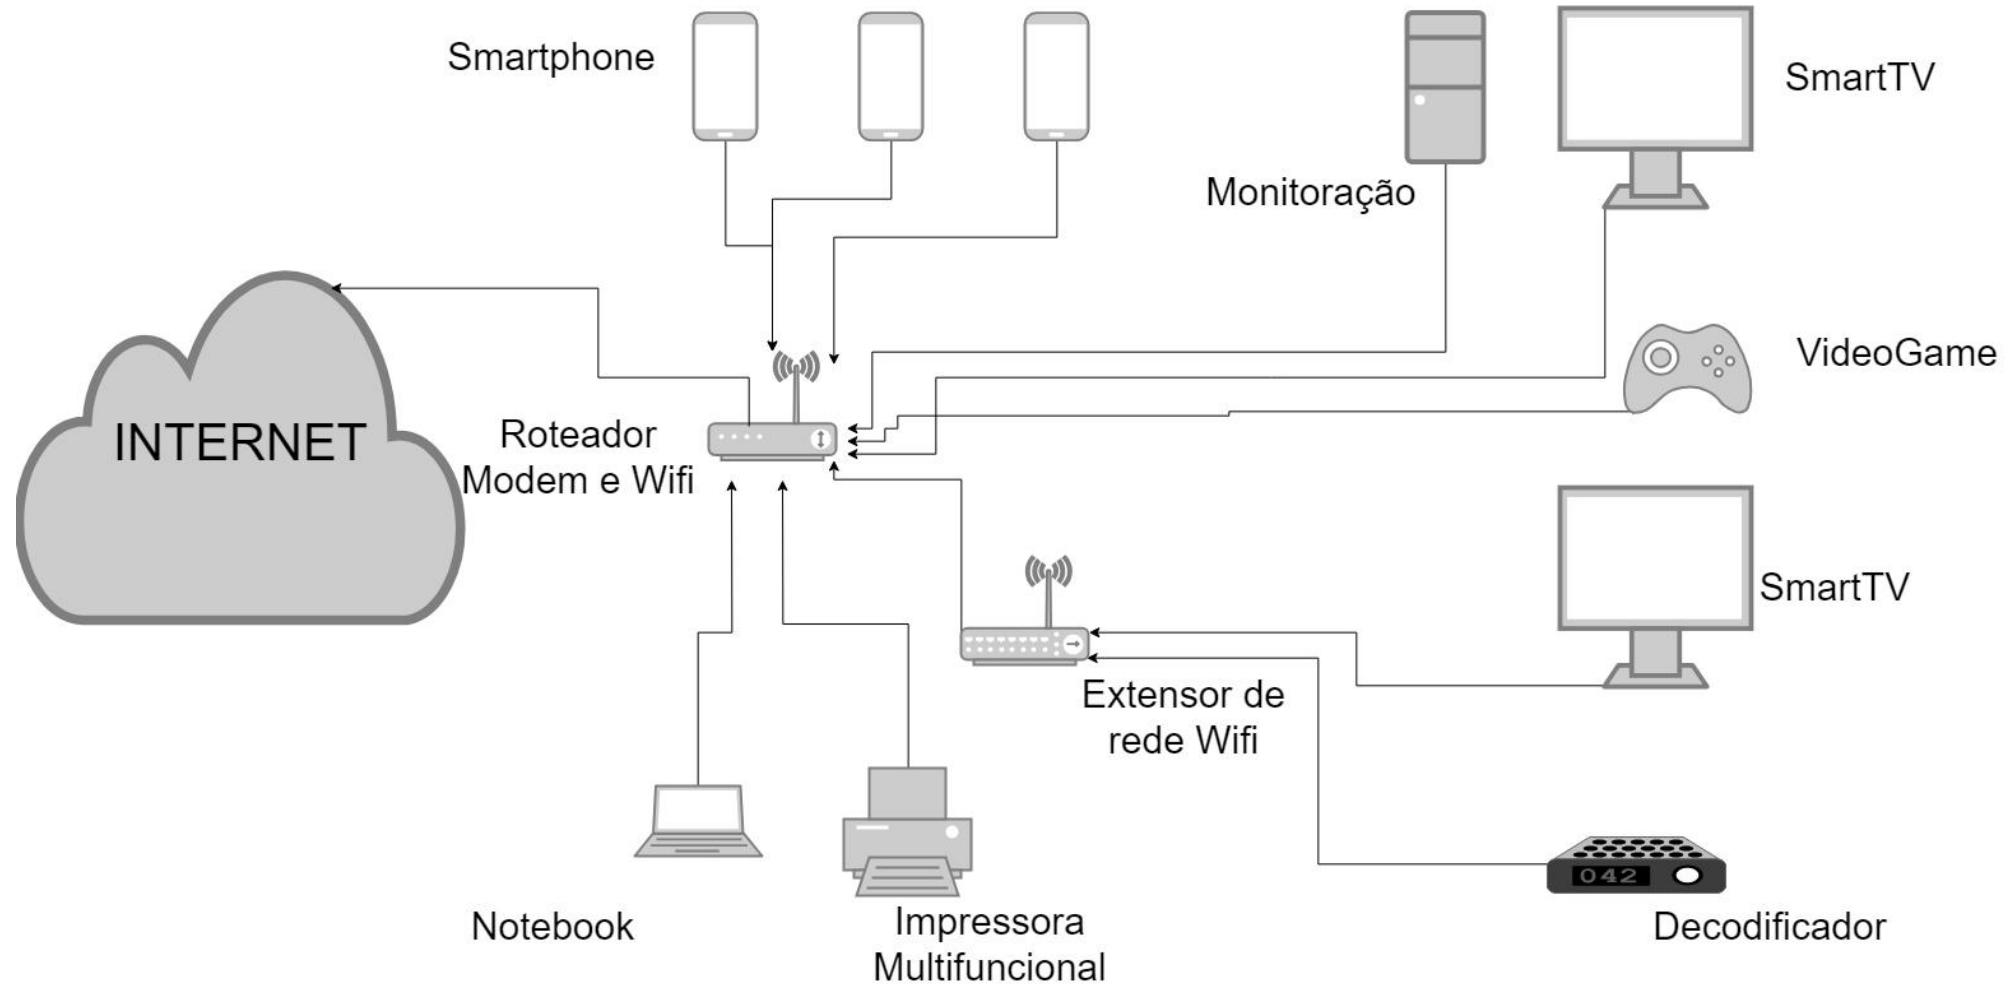 Smartphone
SmartTV
Monitoração
VideoGame
INTERNET
Roteador
Modem e Wifi
SmartTV
Extensor de
rede Wifi
042
Notebook
Impressora
Multifuncional
Decodificador